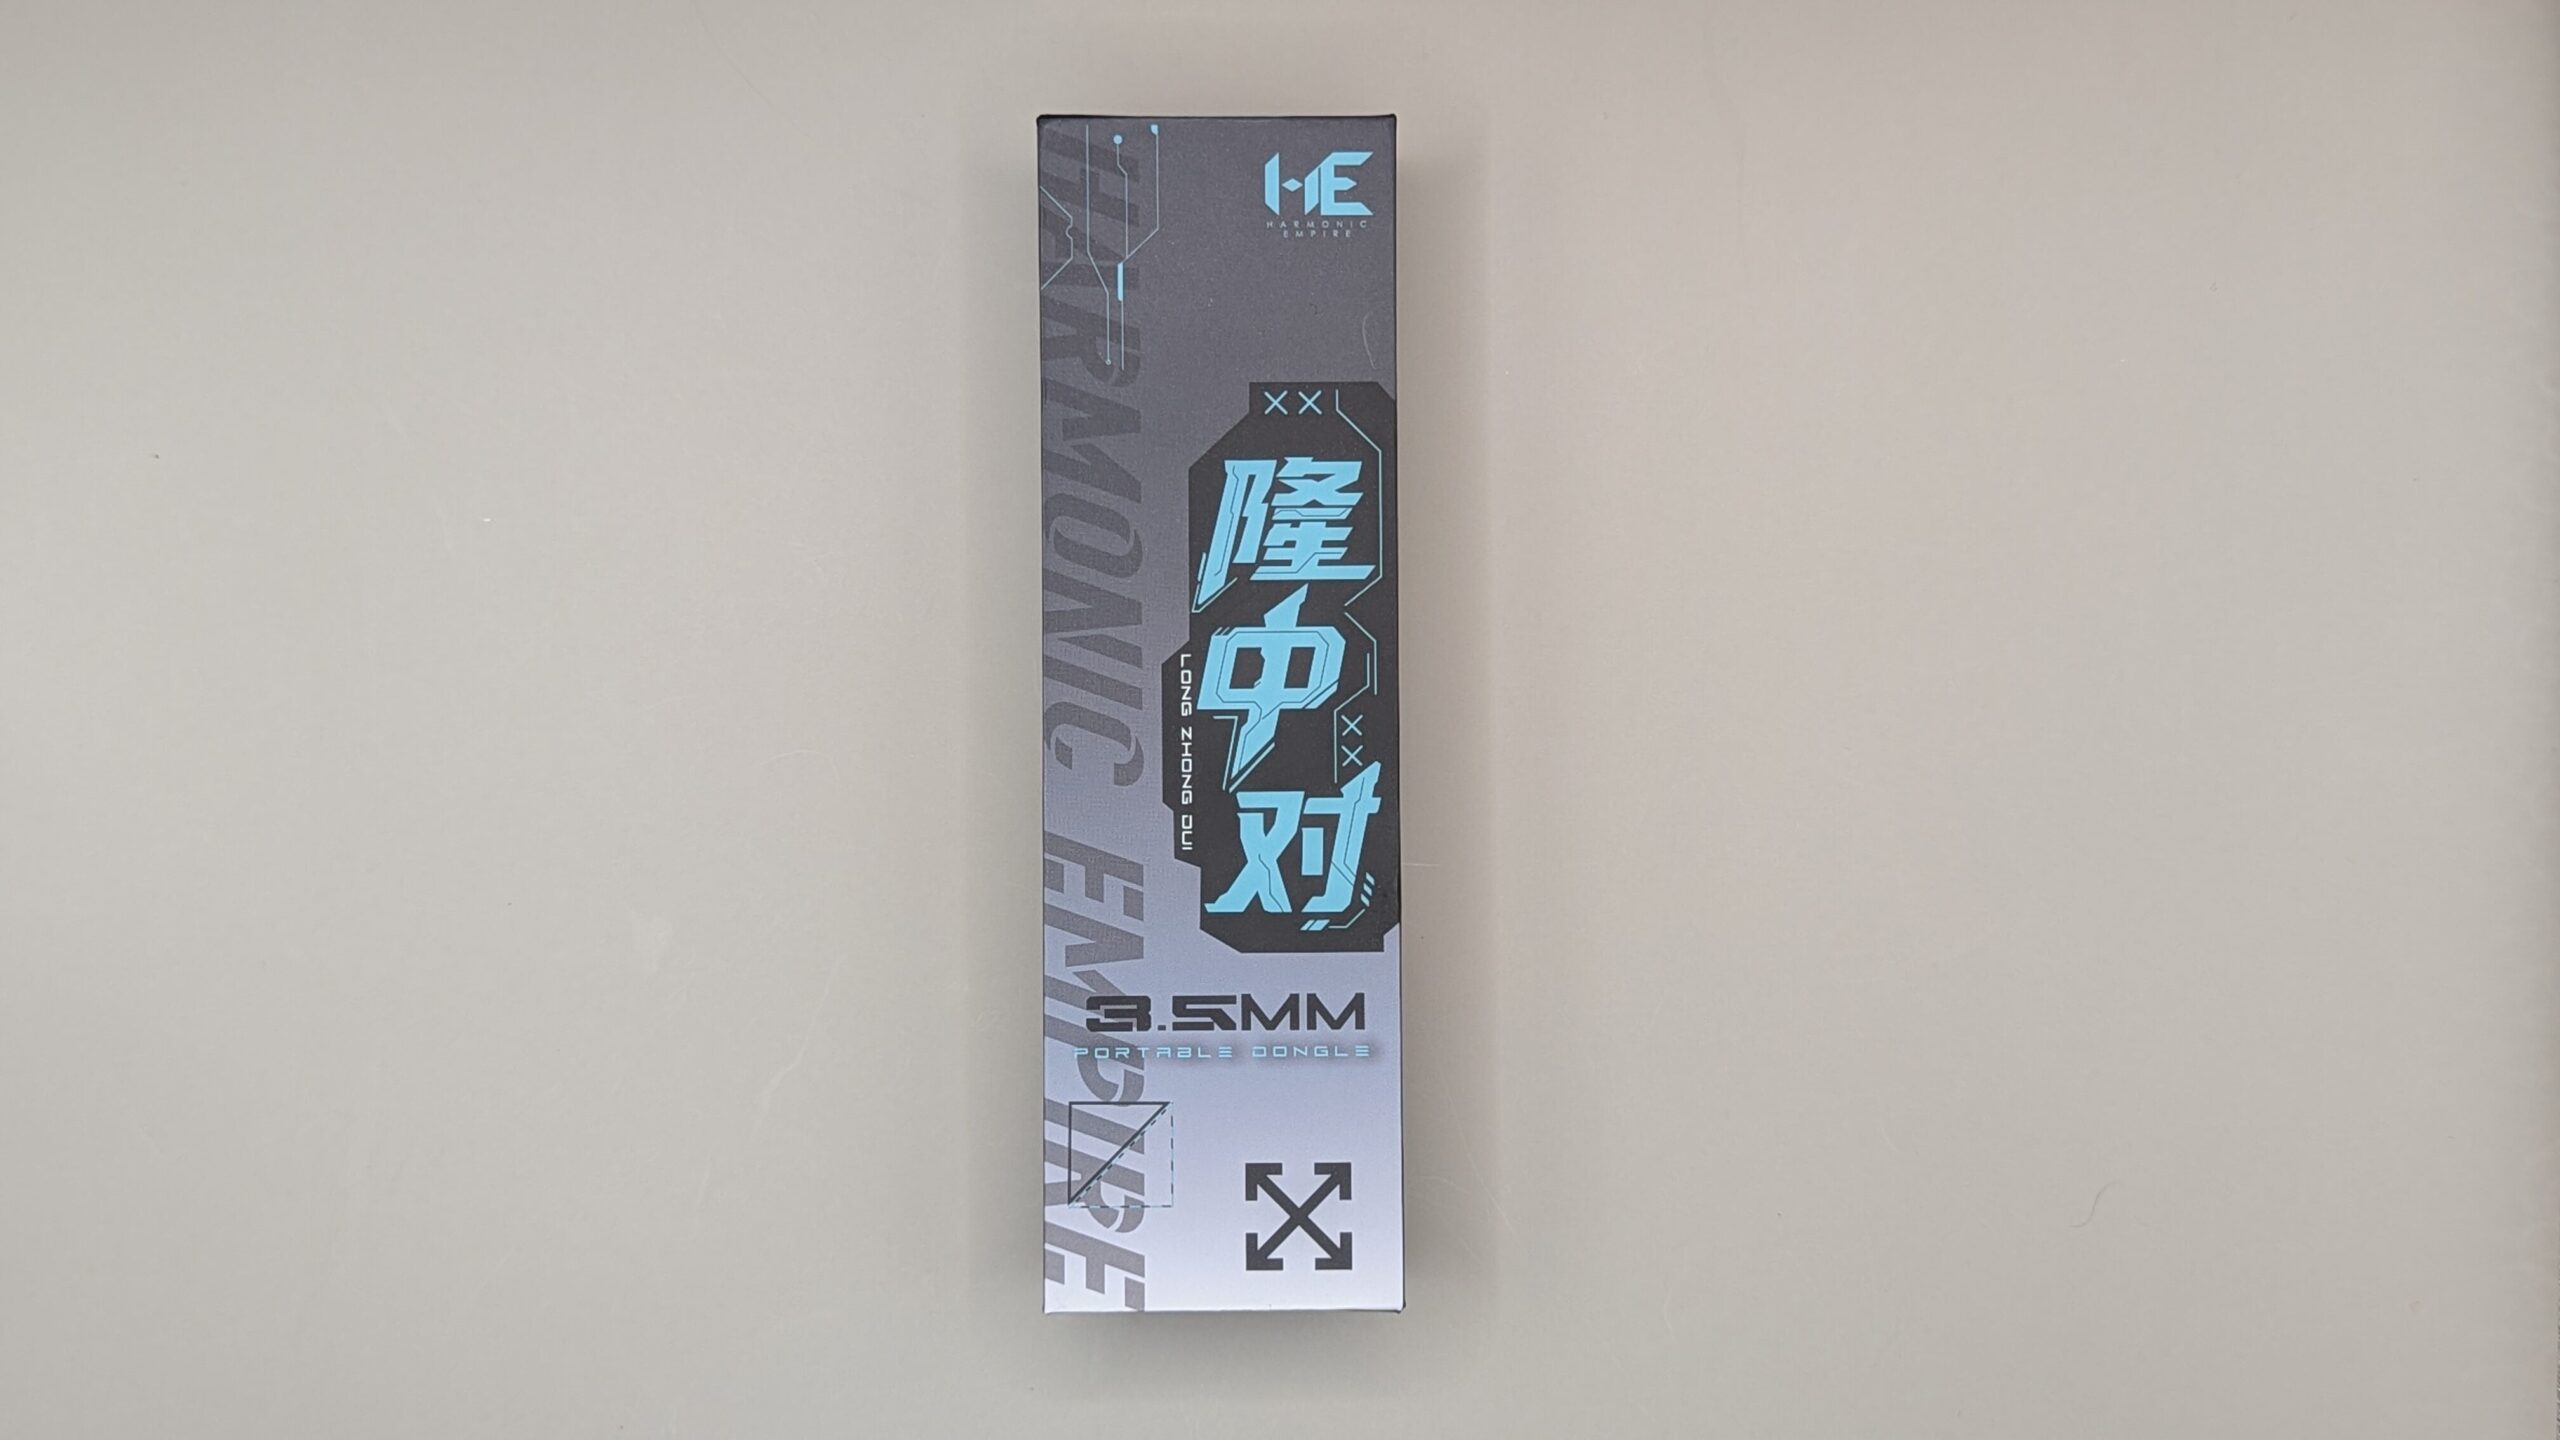 HE
HARMONIC
EMPIRE
HARMONIC EMPIRE
隆中对
LONG ZHONG DUI
3.5MM
PORTABLE DONGLE